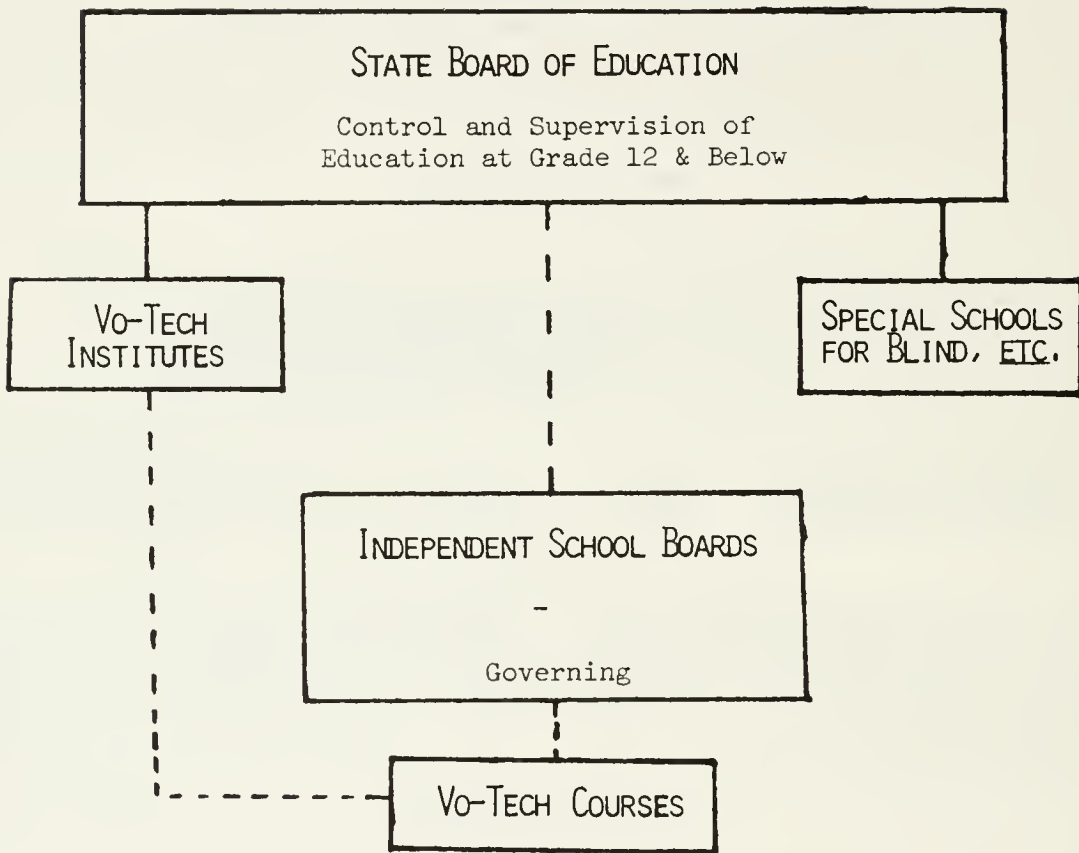 STATE BOARD OF EDUCATION
Control and Supervision of
Education at Grade 12 & Below
VO-TECH
INSTITUTES
SPECIAL SCHOOLS
FOR BLIND, ETC.
INDEPENDENT SCHOOL BOARDS
-
Governing
VO-TECH COURSES